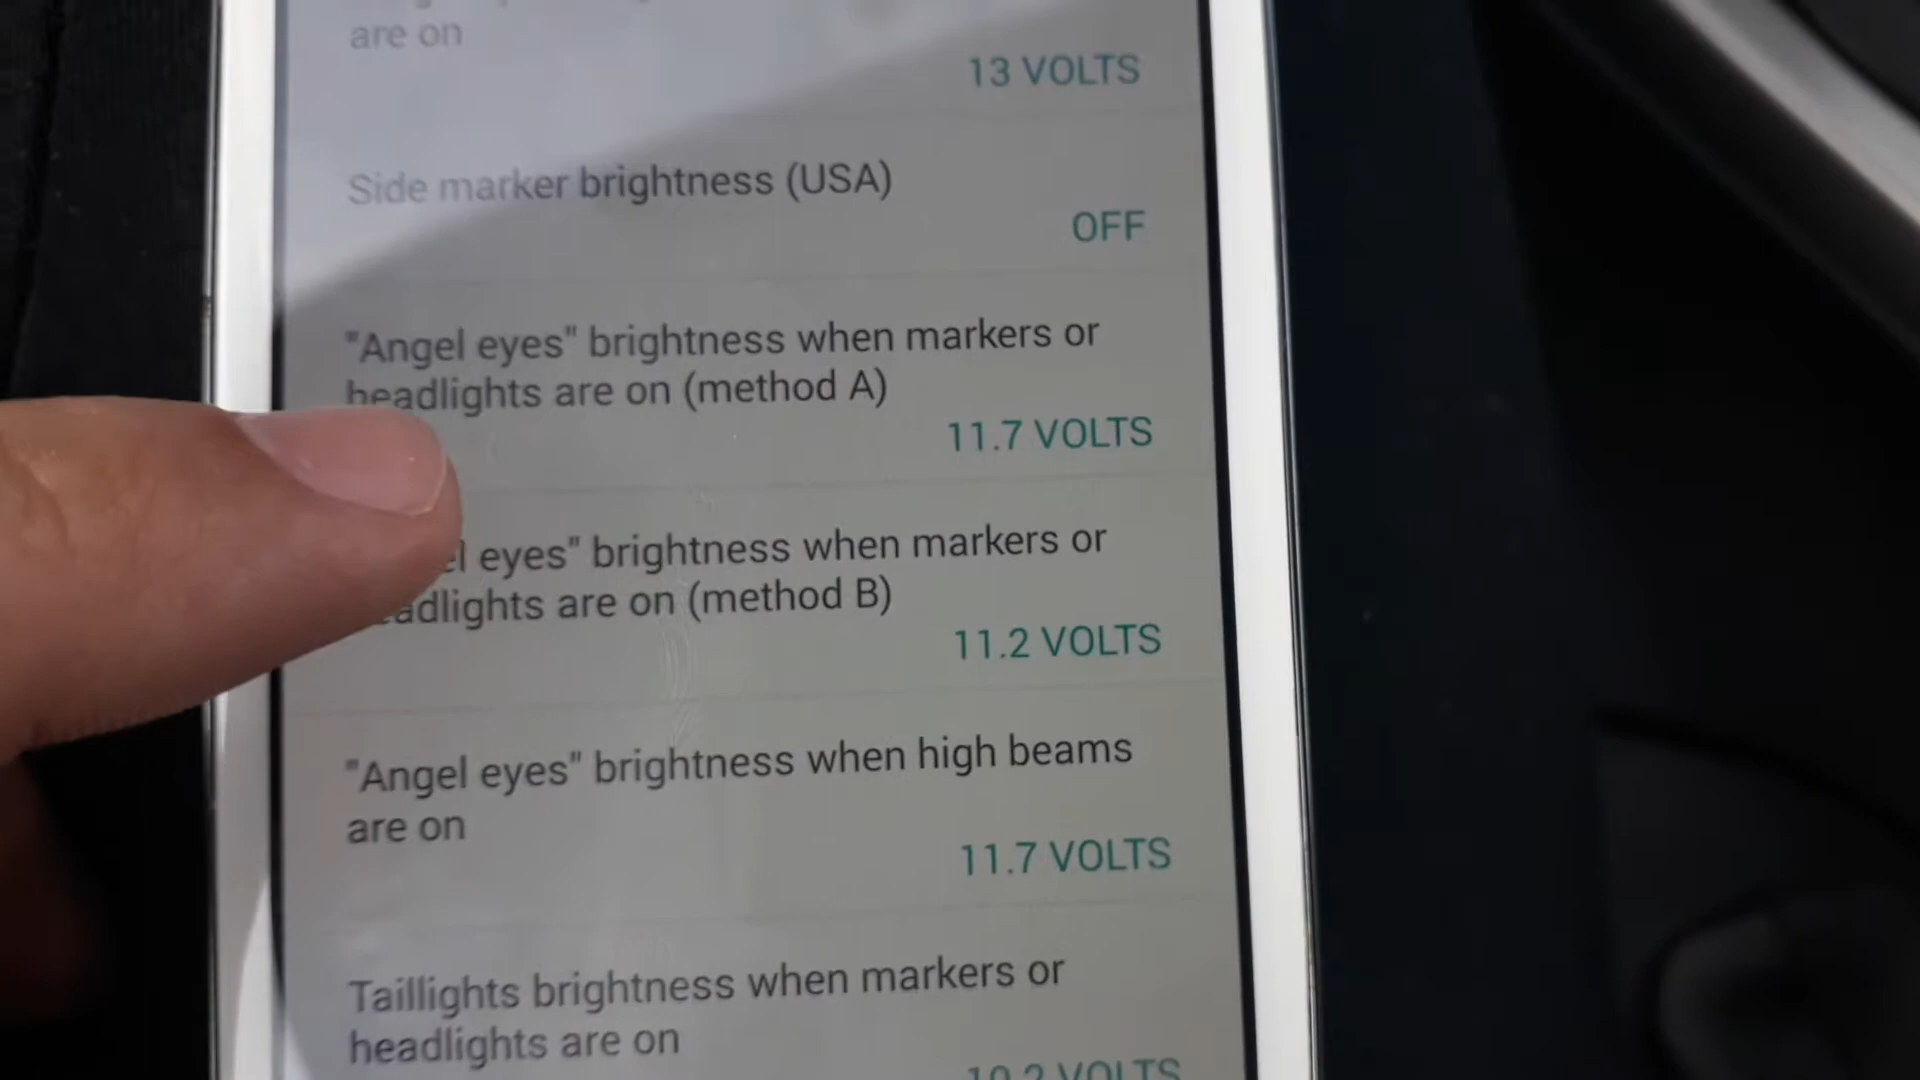 are on
13 VOLTS
Side marker brightness (USA)
OFF
"Angel eyes" brightness when markers or
headlights are on (method A)
11.7 VOLTS
eyes" brightness when markers or
are on (method B)
11.2 VOLTS
"Angel eyes" brightness when high beams
are on
11.7 VOLTS
Taillights brightness when markers or
headlights are on
VOLTS